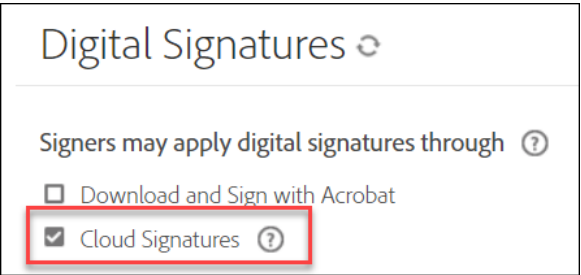 Digital Signatures
Signers may apply digital signatures through ?
Download and Sign with Acrobat
Cloud Signatures ?